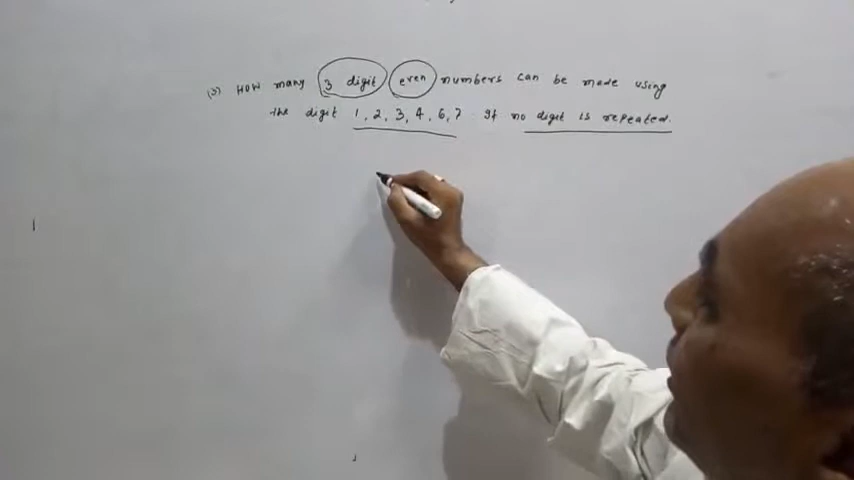 (3) HOW many 3 digit even numbers can be made using
the digit 1, 2, 3, 4, 6, 7 If no digit is repeated.